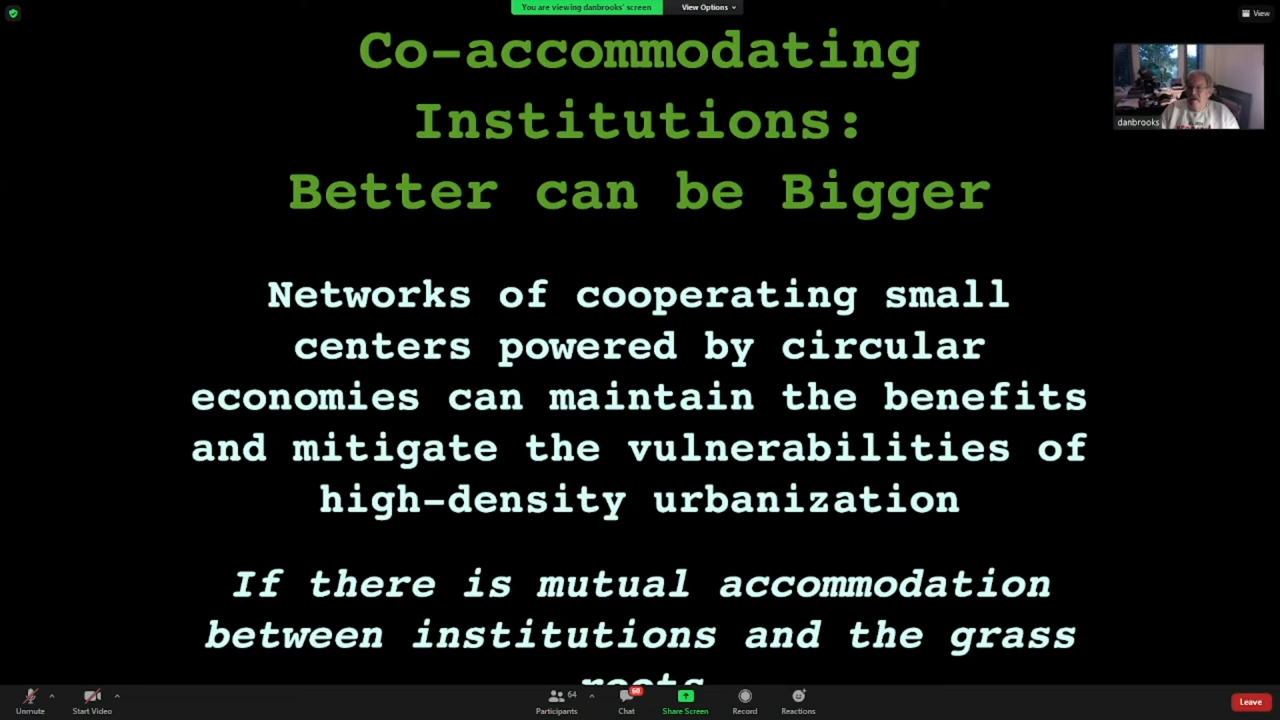 You are viewing danbrooks' screen
View Options
View
Co-accommodating
Institutions:
Better can be Bigger
danbrooks
Networks of cooperating small
centers powered by circular
economies can maintain the benefits
and mitigate the vulnerabilities of
high-density urbanization
If there is mutual accommodation
between institutions and the grass
roots
Unmute
Start Video
64
Participants
60
Chat
Share Screen
Record
Reactions
Leave